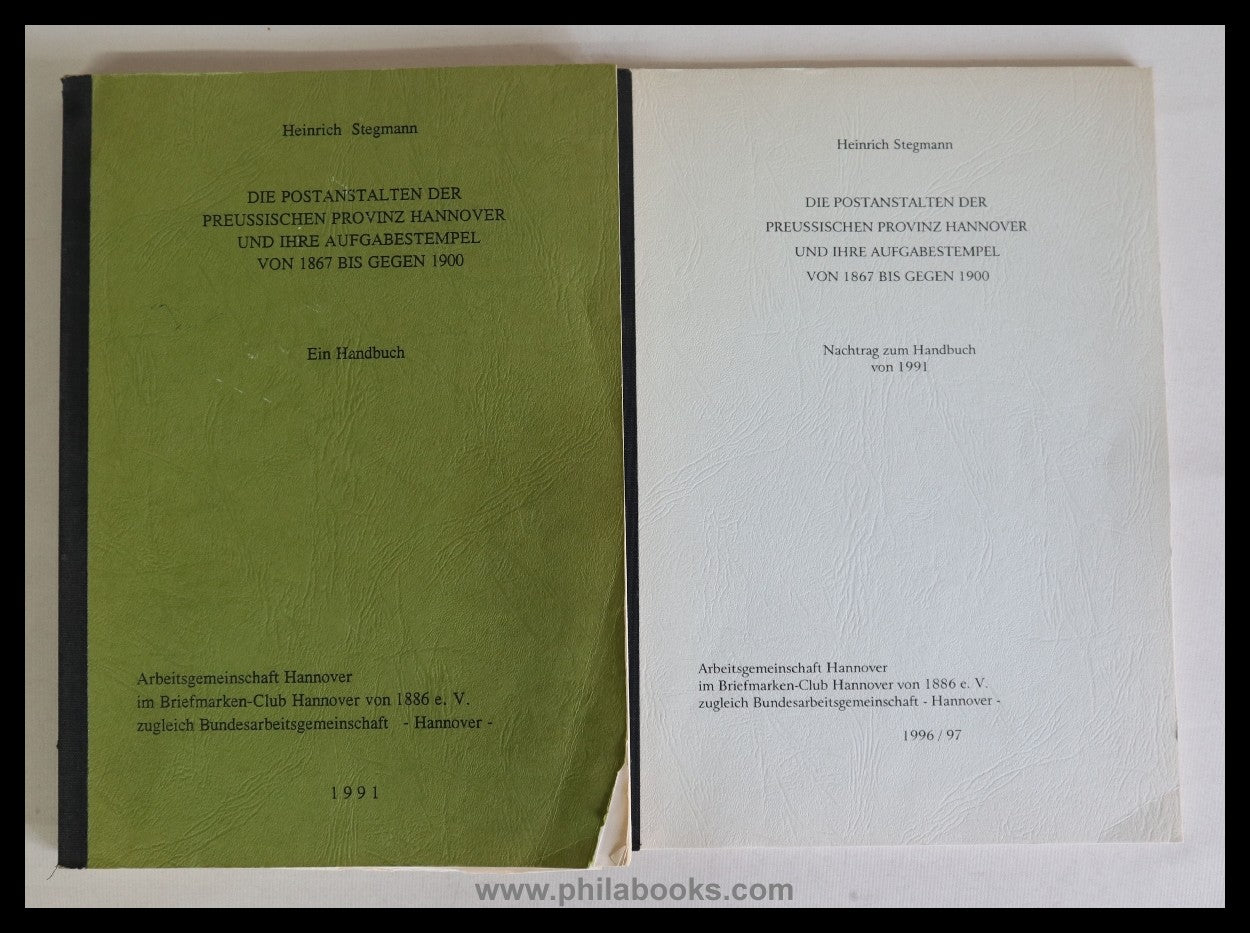 Heinrich Stegmann
DIE POSTANSTALTEN DER
PREUSSISCHEN PROVINZ HANNOVER
UND IHRE AUFGABESTEMPEL
VON 1867 BIS GEGEN 1900
Ein Handbuch
Arbeitsgemeinschaft Hannover
im Briefmarken-Club Hannover von 1886 e. V.
zugleich Bundesarbeitsgemeinschaft - Hannover -
1991
Heinrich Stegmann
DIE POSTANSTALTEN DER
PREUSSISCHEN PROVINZ HANNOVER
UND IHRE AUFGABESTEMPEL
VON 1867 BIS GEGEN 1900
Nachtrag zum Handbuch
von 1991
Arbeitsgemeinschaft Hannover
im Briefmarken-Club Hannover von 1886 e. V.
zugleich Bundesarbeitsgemeinschaft - Hannover -
1996 / 97
www.philabooks.com